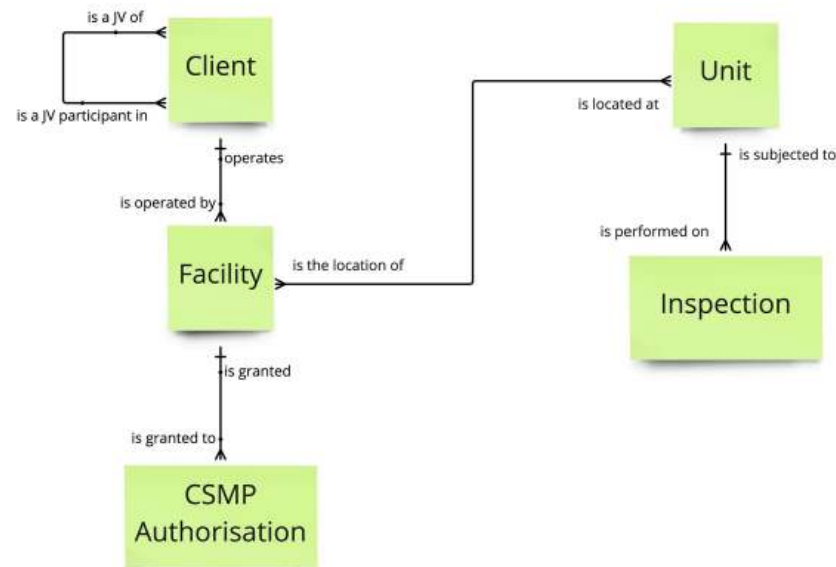 is a JV of
Client
Unit
is located at
is a JV participant in
operates
is subjected to
is operated by
is performed on
Facility
is the location of
Inspection
is granted
is granted to
CSMP
Authorisation